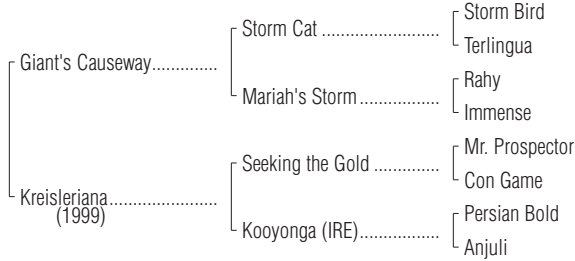 Storm Bird
Storm Cat ........................
Terlingua
Giant's Causeway..............
Rahy
Mariah's Storm.................
Immense
Mr. Prospector
Seeking the Gold ..............
Con Game
Kreisleriana.......................
(1999)
Persian Bold
Kooyonga (IRE).................
Anjuli